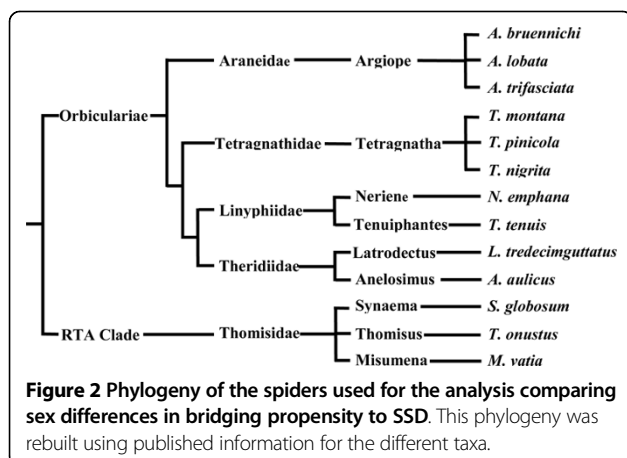 A. bruennichi
Araneidae Argiope A. lobata
A. trifasciata
Orbiculariae
T. montana
Tetragnathidae Tetragnatha T. pinicola
T. nigrita
Neriene N. emphana
Linyphiidae
Tenuiphantes T. tenuis
Latrodectus L. tredecimguttatus
Theridiidae
Anelosimus A. aulicus
Synaema S. globosum
RTA Clade Thomisidae Thomisus T. onustus
Misumena M. vatia
Figure 2 Phylogeny of the spiders used for the analysis comparing
sex differences in bridging propensity to SSD. This phylogeny was
rebuilt using published information for the different taxa.